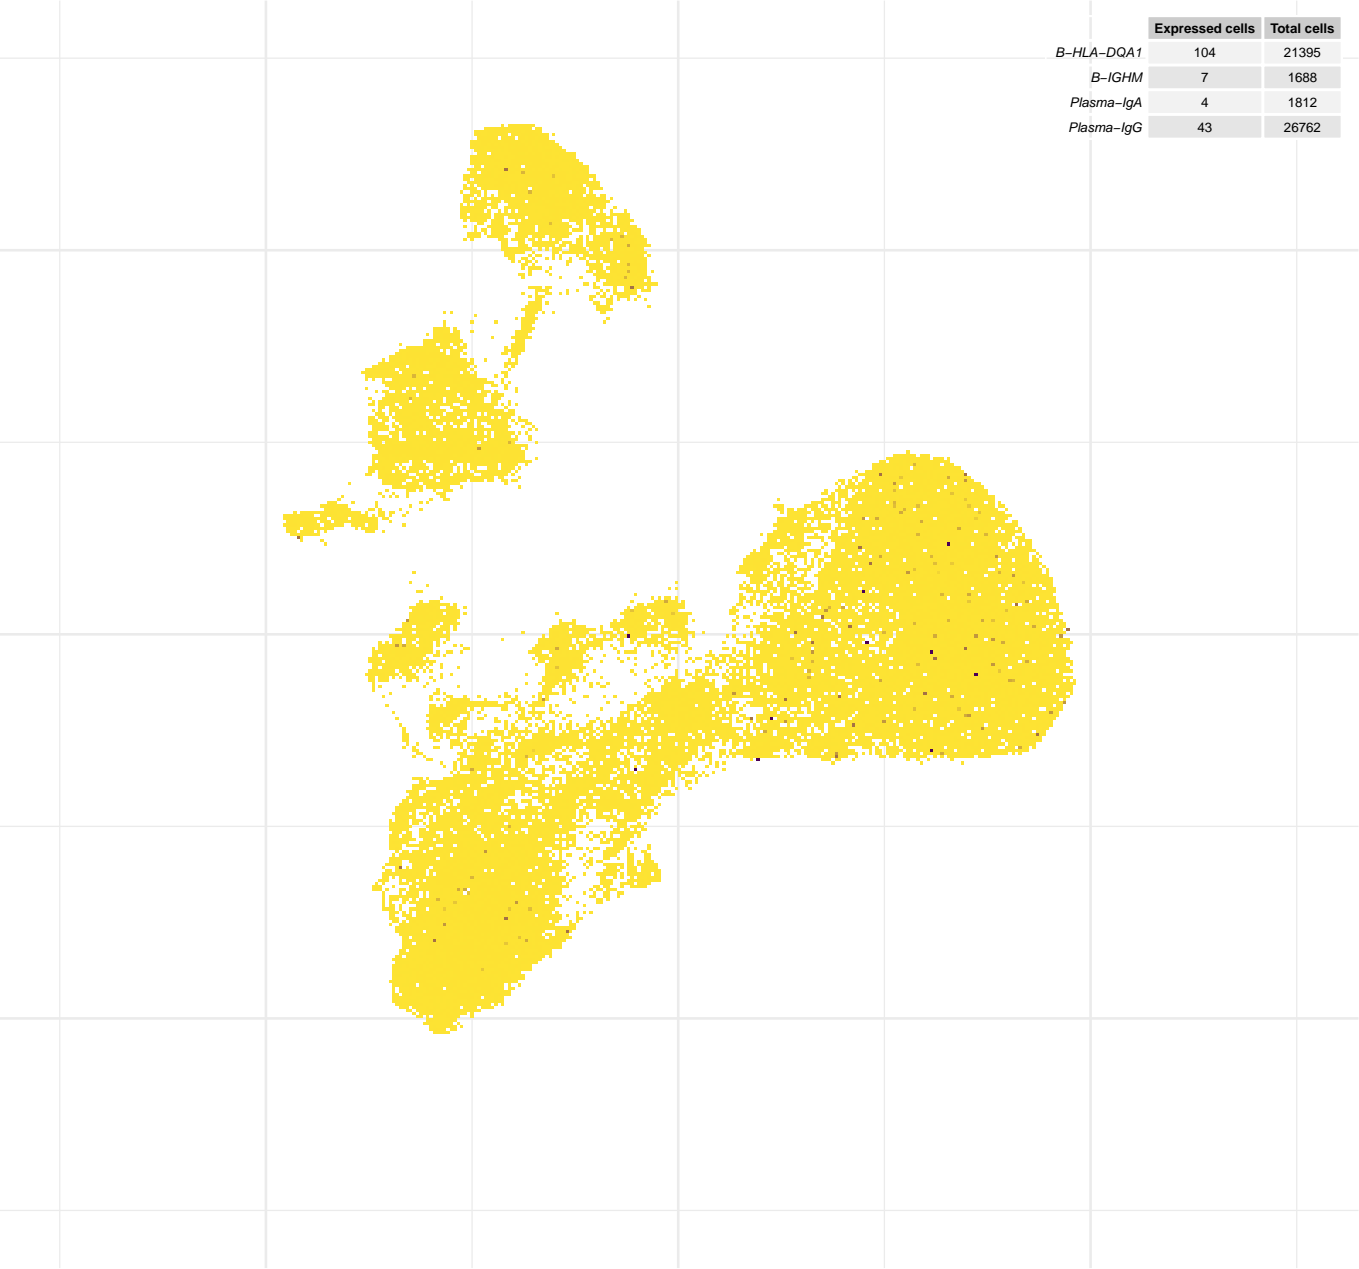 Expressed cells Total cells
B−HLA−DQA1 104 21395
B−IGHM 7 1688
Plasma−IgA 4 1812
Plasma−IgG 43 26762